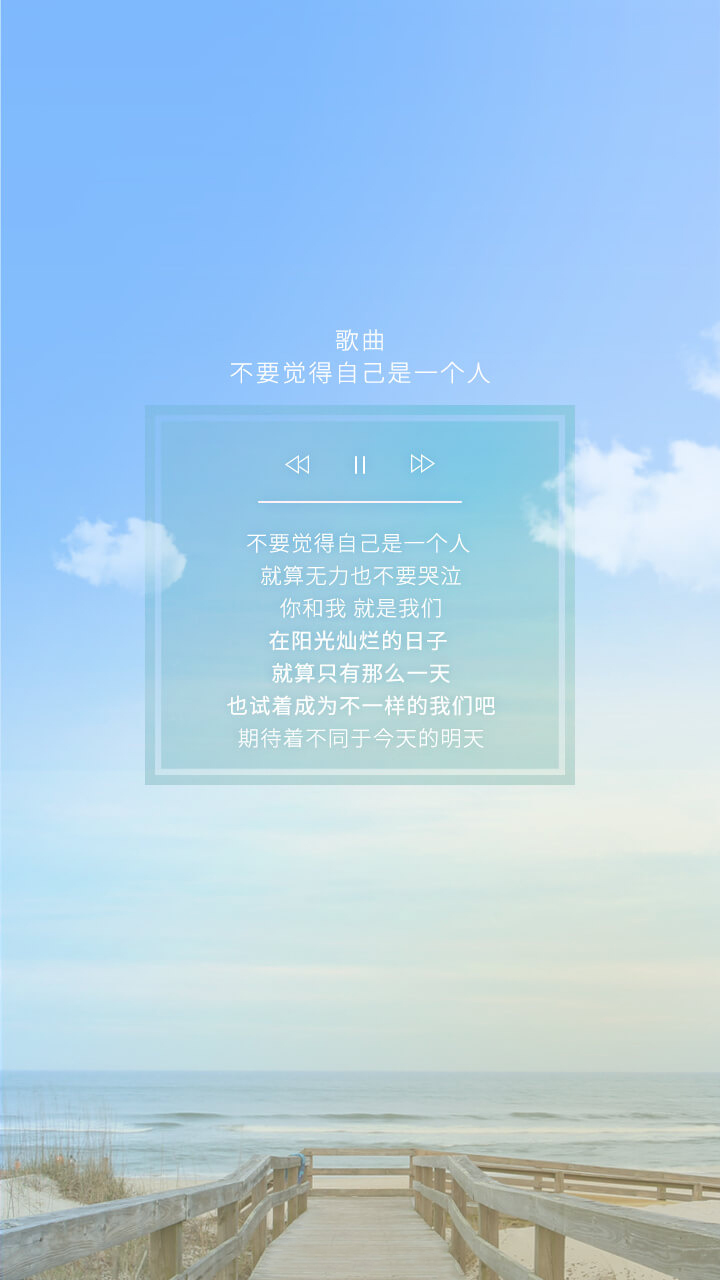 歌曲
不要觉得自己是一个人
不要觉得自己是一个人
就算无力也不要哭泣
你和我 就是我们
在阳光灿烂的日子
就算只有那么一天
也试着成为不一样的我们吧
期待着不同于今天的明天